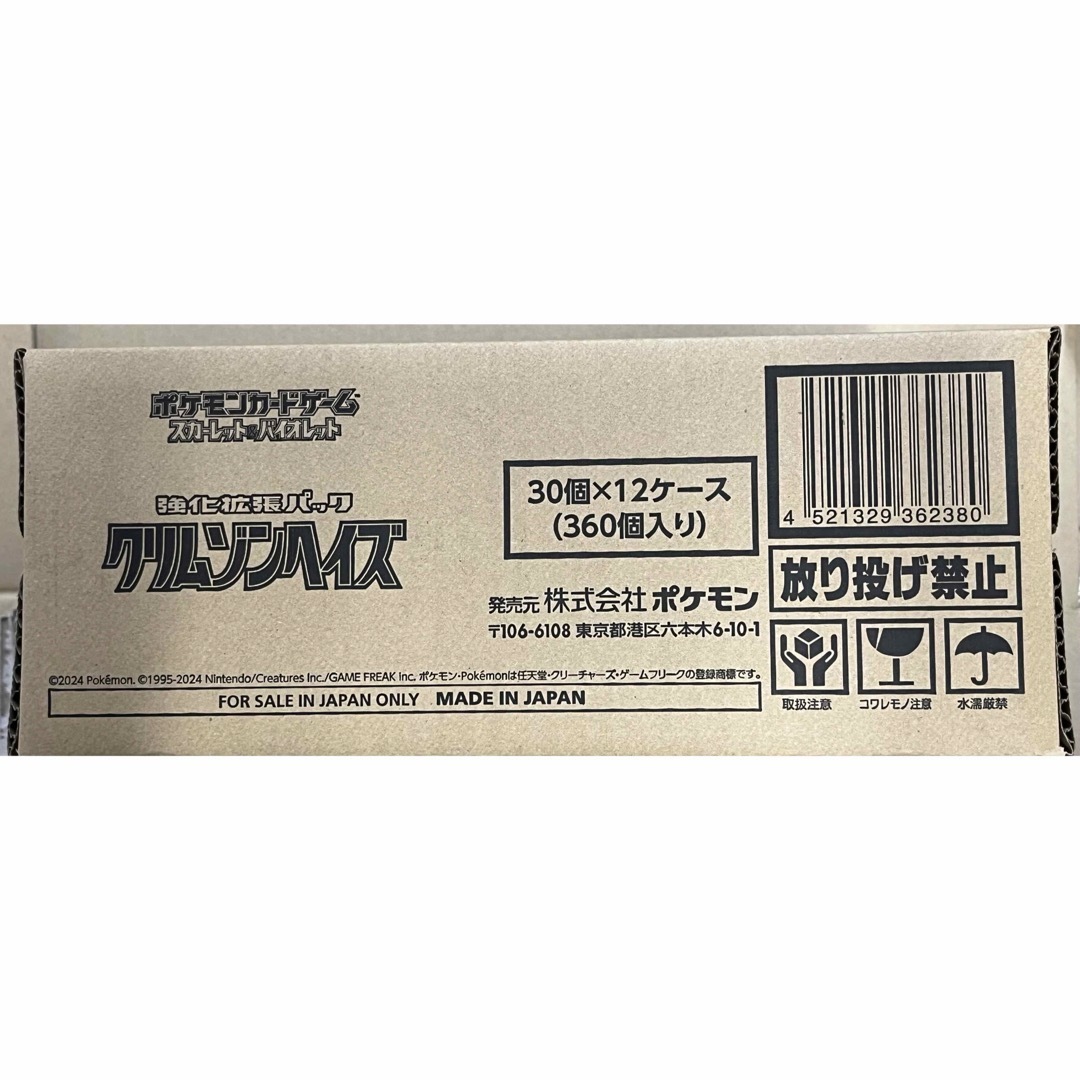 ポケモンカードゲーム
スカーレット&バイオレット
強化拡張パック
クリムゾンヘイズ
30個×12ケース
(360個入り)
発売元 株式会社 ポケモン
〒106-6108 東京都港区六本木6-10-1
©2024 Pokémon. ©1995-2024 Nintendo/Creatures Inc./GAME FREAK inc. ポケモン・Pokémonは任天堂・クリーチャーズ・ゲームフリークの登録商標です。
FOR SALE IN JAPAN ONLY MADE IN JAPAN
4 521329 362380
放り投げ禁止
取扱注意 コワレモノ注意 水濡厳禁